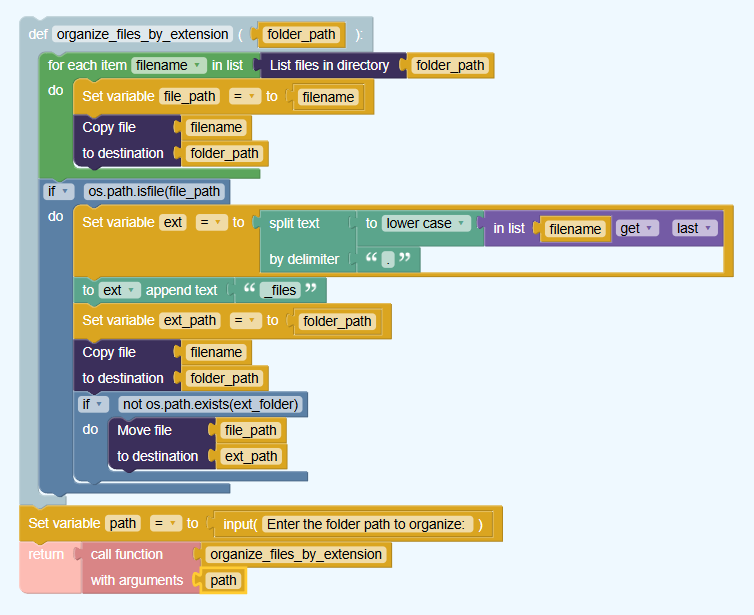 def organize_files_by_extension ( folder_path ):
for each item filename in list List files in directory folder_path
do Set variable file_path = to filename
Copy file filename
to destination folder_path
if os.path.isfile(file_path
do Set variable ext = to split text to lower case in list filename get last
by delimiter “ . ”
to ext append text “ _files ”
Set variable ext_path = to folder_path
Copy file filename
to destination folder_path
if not os.path.exists(ext_folder)
do Move file file_path
to destination ext_path
Set variable path = to input( Enter the folder path to organize: )
return call function organize_files_by_extension
with arguments path